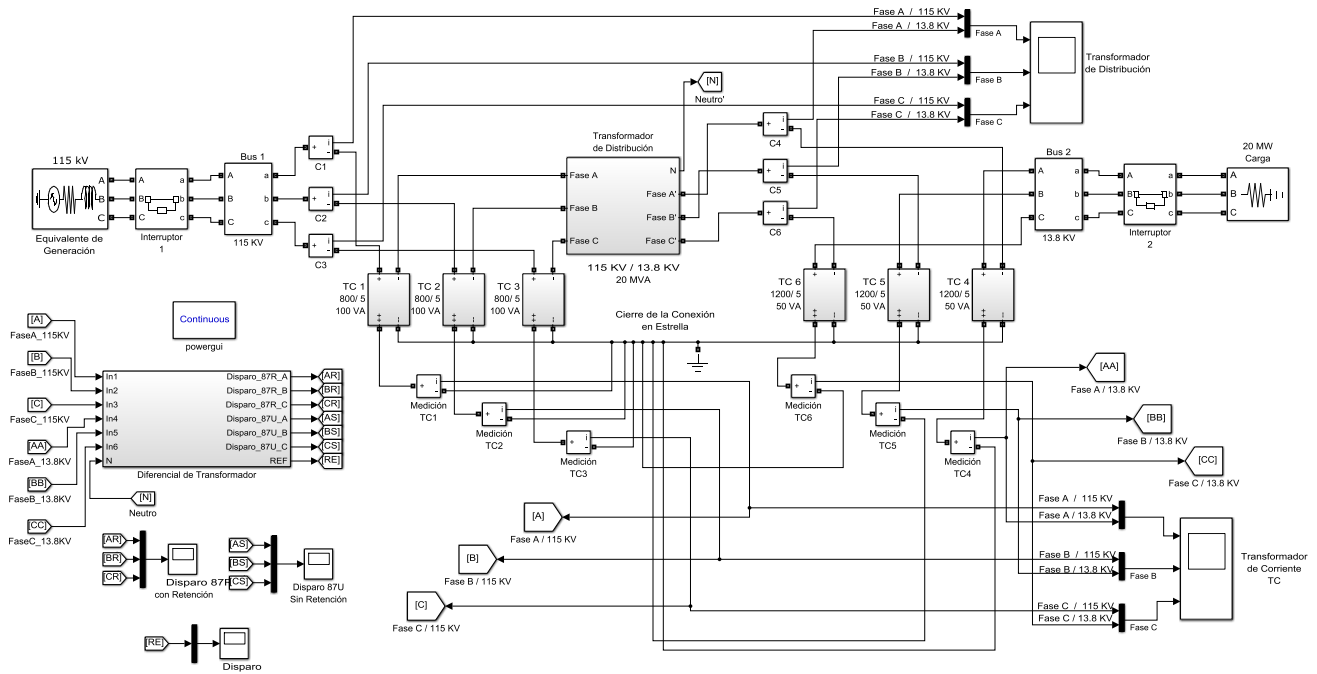 Fase A / 115 KV
Fase A / 13.8 KV
Fase A
Fase B / 115 KV
Fase B / 13.8 KV
Fase B
Fase C / 115 KV
Fase C / 13.8 KV
Fase C
Transformador
de Distribución
[N]
Neutro'
115 kV
A
B
C
Equivalente de
Generación
A
B
C
a
b
c
Interruptor
1
Bus 1
A
B
C
a
b
c
115 KV
+
i
-
C1
+
i
-
C2
+
i
-
C3
Transformador
de Distribución
Fase A
Fase B
Fase C
N
Fase A'
Fase B'
Fase C'
115 KV / 13.8 KV
20 MVA
+
i
-
C4
+
i
-
C5
+
i
-
C6
Bus 2
A
B
C
a
b
c
13.8 KV
A
B
C
a
b
c
Interruptor
2
20 MW
Carga
A
B
C
TC 1
800/ 5
100 VA
+
-
++
--
TC 2
800/ 5
100 VA
+
-
++
--
TC 3
800/ 5
100 VA
+
-
++
--
Cierre de la Conexión
en Estrella
TC 6
1200/ 5
50 VA
+
-
++
--
TC 5
1200/ 5
50 VA
+
-
++
--
TC 4
1200/ 5
50 VA
+
-
++
--
Continuous
powergui
[A]
FaseA_115KV
[B]
FaseB_115KV
[C]
FaseC_115KV
[AA]
FaseA_13.8KV
[BB]
FaseB_13.8KV
[CC]
FaseC_13.8KV
In1
In2
In3
In4
In5
In6
N
Disparo_87R_A
Disparo_87R_B
Disparo_87R_C
Disparo_87U_A
Disparo_87U_B
Disparo_87U_C
REF
[AR]
[BR]
[CR]
[AS]
[BS]
[CS]
[RE]
Diferencial de Transformador
[N]
Neutro
+
i
-
Medición
TC1
+
i
-
Medición
TC2
+
i
-
Medición
TC3
+
i
-
Medición
TC6
+
i
-
Medición
TC5
+
i
-
Medición
TC4
[AA]
Fase A / 13.8 KV
[BB]
Fase B / 13.8 KV
[CC]
Fase C / 13.8 KV
[A]
Fase A / 115 KV
[B]
Fase B / 115 KV
[C]
Fase C / 115 KV
Fase A / 115 KV
Fase A / 13.8 KV
Fase B / 115 KV
Fase B / 13.8 KV
Fase B
Fase C / 115 KV
Fase C / 13.8 KV
Fase C
Transformador
de Corriente
TC
[AR]
[BR]
[CR]
Disparo 87R
con Retención
[AS]
[BS]
[CS]
Disparo 87U
Sin Retención
[RE]
Disparo